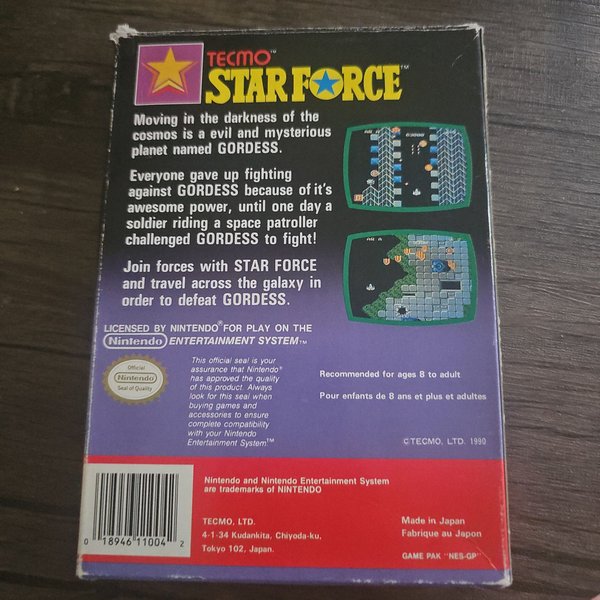 TECMO™
STAR FORCE™
Moving in the darkness of the
cosmos is a evil and mysterious
planet named GORDESS.
Everyone gave up fighting
against GORDESS because of it's
awesome power, until one day a
soldier riding a space patroller
challenged GORDESS to fight!
Join forces with STAR FORCE
and travel across the galaxy in
order to defeat GORDESS.
LICENSED BY NINTENDO® FOR PLAY ON THE
Nintendo ENTERTAINMENT SYSTEM™
Official
Nintendo
Seal of Quality
This official seal is your
assurance that Nintendo®
has approved the quality
of this product. Always
look for this seal when
buying games and
accessories to ensure
complete compatibility
with your Nintendo
Entertainment System.™
Recommended for ages 8 to adult
Pour enfants de 8 ans et plus et adultes
© TECMO, LTD. 1990
Nintendo and Nintendo Entertainment System
are trademarks of NINTENDO
TECMO, LTD.
4-1-34 Kudankita, Chiyoda-ku,
Tokyo 102, Japan.
Made in Japan
Fabrique au Japon
GAME PAK "NES-GP"
0 18946 11004 2